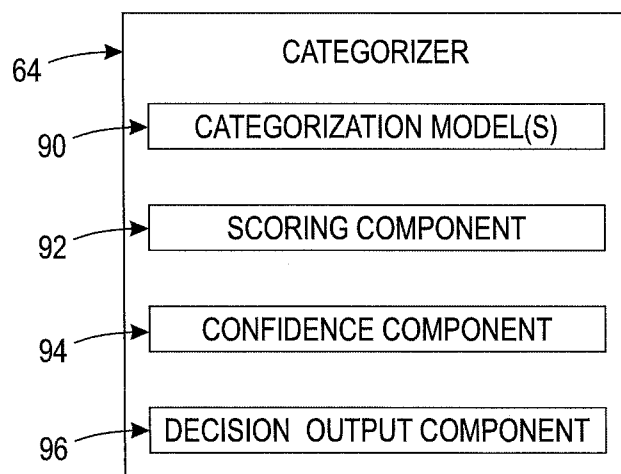 64
CATEGORIZER
90
CATEGORIZATION MODEL(S)
92
SCORING COMPONENT
94
CONFIDENCE COMPONENT
96
DECISION OUTPUT COMPONENT